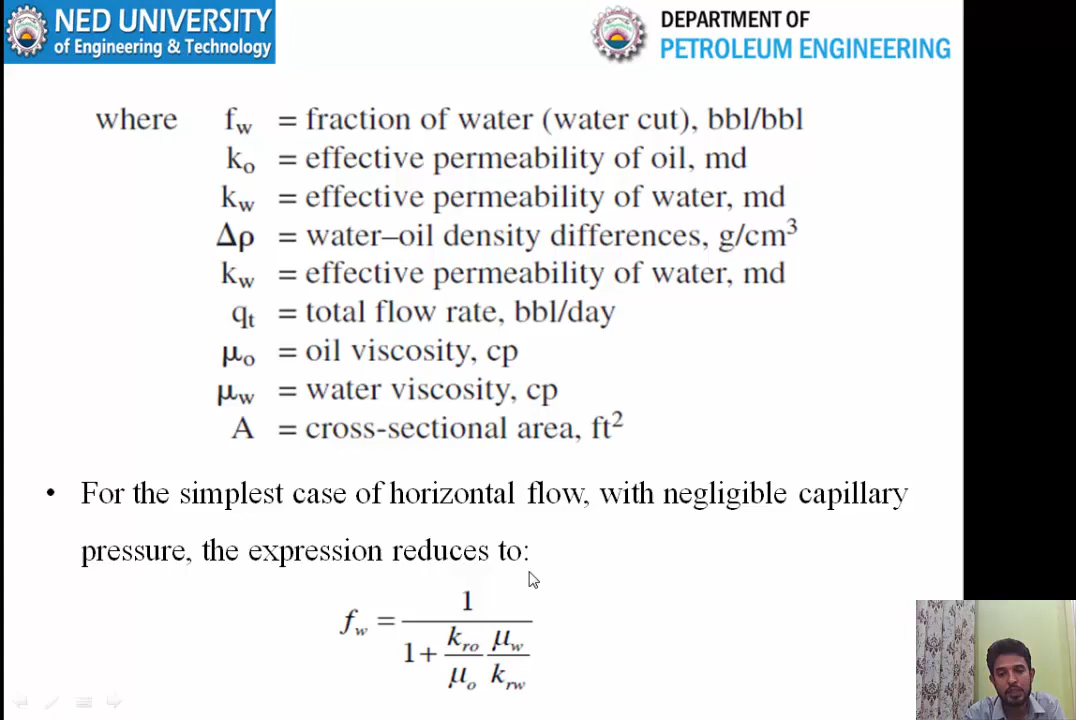 NED UNIVERSITY
of Engineering & Technology
DEPARTMENT OF
PETROLEUM ENGINEERING
where f_w = fraction of water (water cut), bbl/bbl
k_o = effective permeability of oil, md
k_w = effective permeability of water, md
Δρ = water–oil density differences, g/cm³
k_w = effective permeability of water, md
q_t = total flow rate, bbl/day
μ_o = oil viscosity, cp
μ_w = water viscosity, cp
A = cross-sectional area, ft²
• For the simplest case of horizontal flow, with negligible capillary
pressure, the expression reduces to:
f_w = 1 / (1 + (k_ro / μ_o)(μ_w / k_rw))